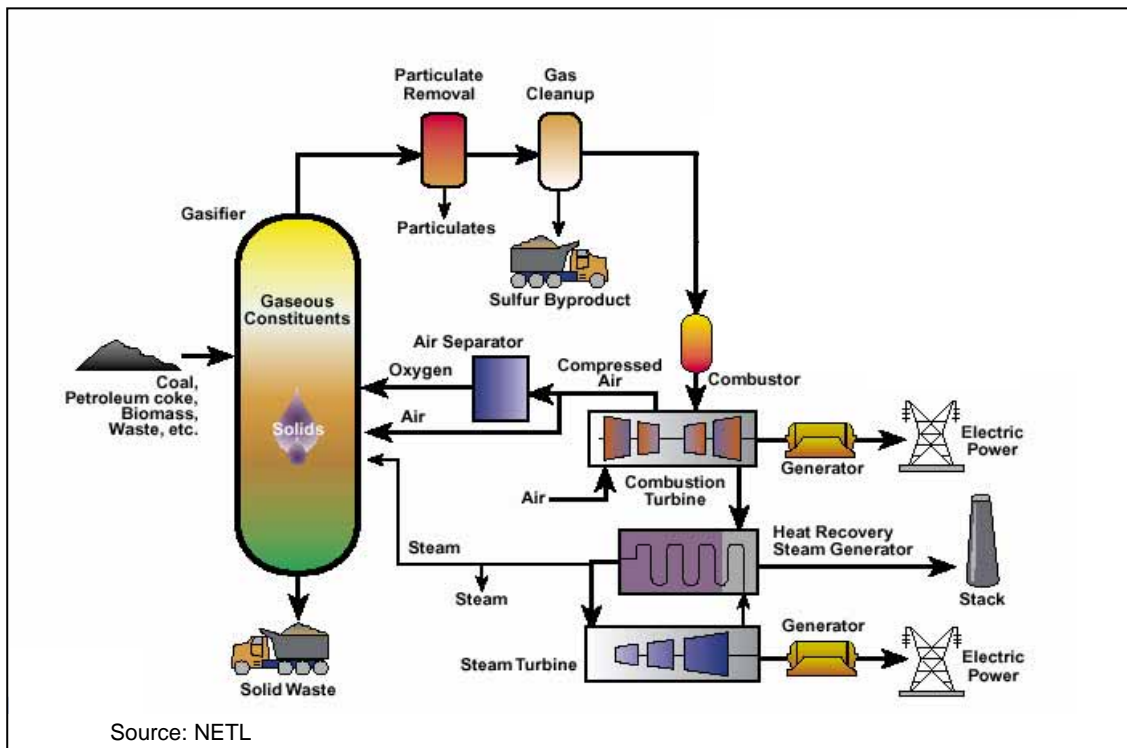 Particulate
Removal
Gas
Cleanup
Gasifier
Particulates
Sulfur Byproduct
Gaseous
Constituents
Air Separator
Compressed
Air
Oxygen
Combustor
Coal,
Petroleum coke,
Biomass,
Waste, etc.
Solids
Air
Electric
Power
Generator
Combustion
Turbine
Air
Heat Recovery
Steam Generator
Steam
Steam
Stack
Generator
Steam Turbine
Electric
Power
Solid Waste
Source: NETL